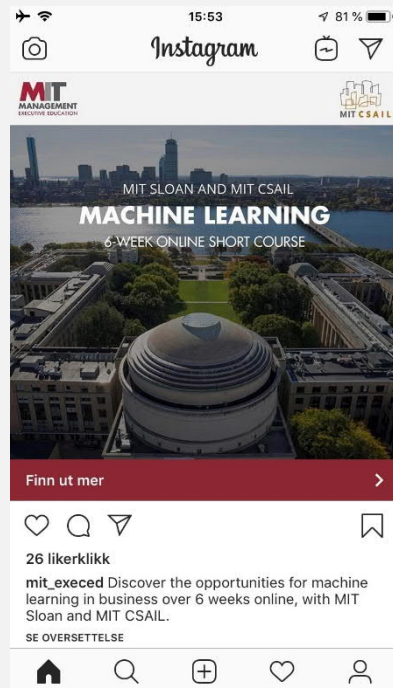 15:53
81 %
Instagram
MIT
MANAGEMENT
EXECUTIVE EDUCATION
MIT CSAIL
MIT SLOAN AND MIT CSAIL
MACHINE LEARNING
6-WEEK ONLINE SHORT COURSE
Finn ut mer
26 likerklikk
mit_execed Discover the opportunities for machine
learning in business over 6 weeks online, with MIT
Sloan and MIT CSAIL.
SE OVERSETTELSE